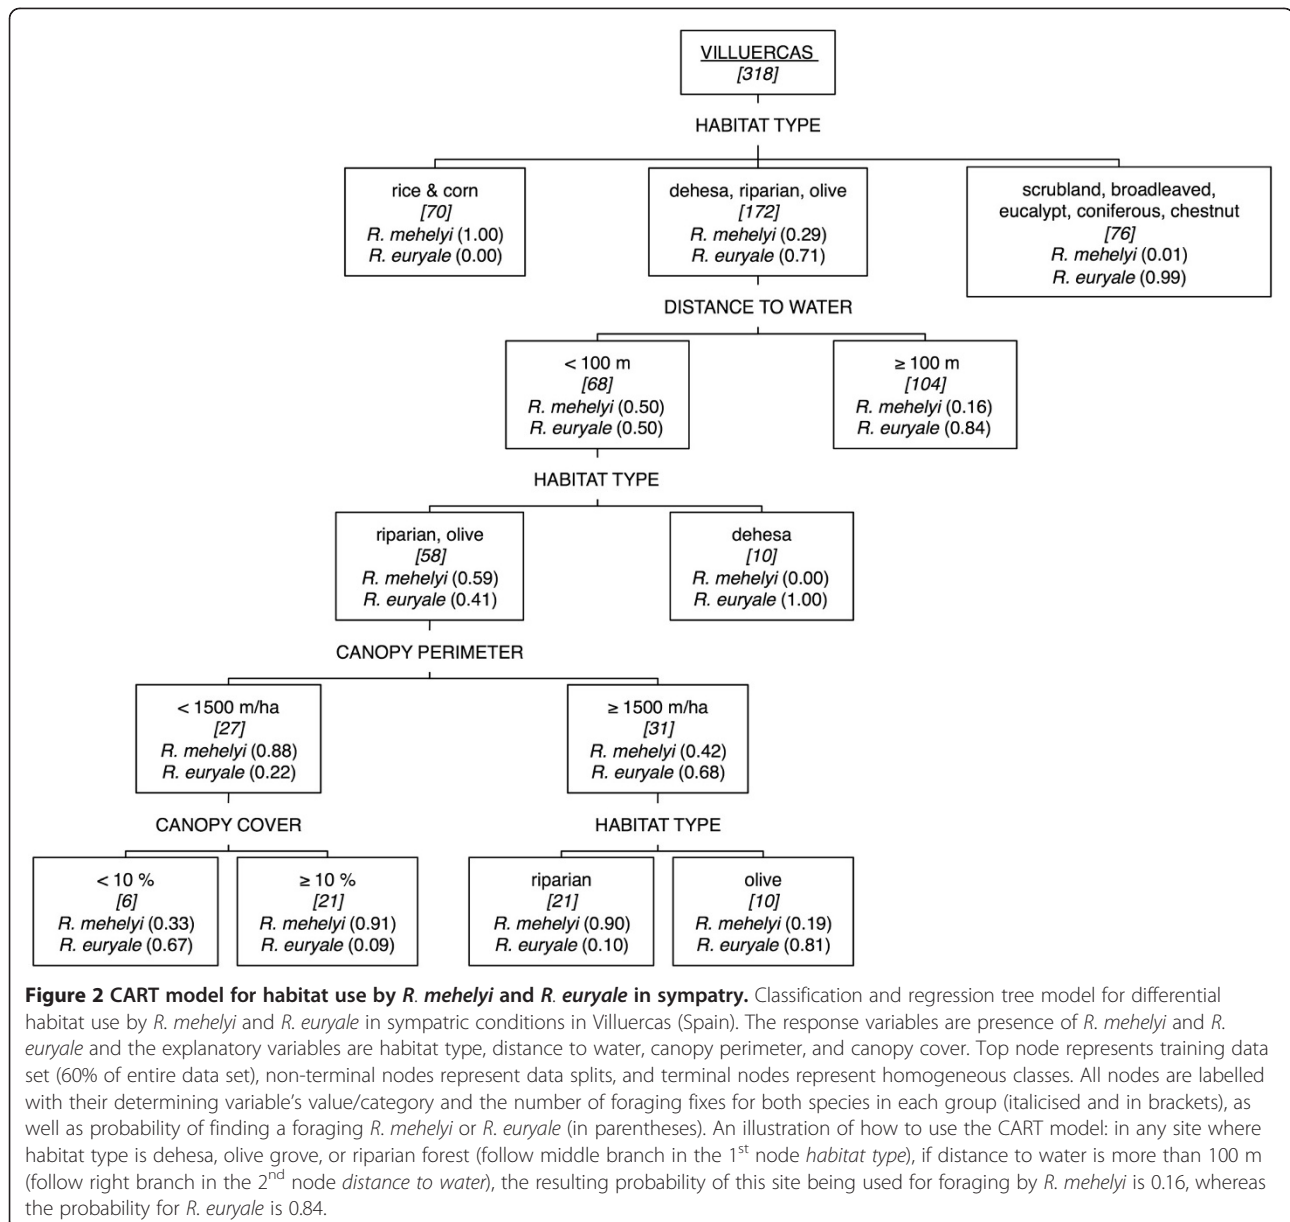 VILLUERCAS
[318]
HABITAT TYPE
rice & corn
[70]
R. mehelyi (1.00)
R. euryale (0.00)
dehesa, riparian, olive
[172]
R. mehelyi (0.29)
R. euryale (0.71)
scrubland, broadleaved,
eucalypt, coniferous, chestnut
[76]
R. mehelyi (0.01)
R. euryale (0.99)
DISTANCE TO WATER
< 100 m
[68]
R. mehelyi (0.50)
R. euryale (0.50)
≥ 100 m
[104]
R. mehelyi (0.16)
R. euryale (0.84)
HABITAT TYPE
riparian, olive
[58]
R. mehelyi (0.59)
R. euryale (0.41)
dehesa
[10]
R. mehelyi (0.00)
R. euryale (1.00)
CANOPY PERIMETER
< 1500 m/ha
[27]
R. mehelyi (0.88)
R. euryale (0.22)
≥ 1500 m/ha
[31]
R. mehelyi (0.42)
R. euryale (0.68)
CANOPY COVER
HABITAT TYPE
< 10 %
[6]
R. mehelyi (0.33)
R. euryale (0.67)
≥ 10 %
[21]
R. mehelyi (0.91)
R. euryale (0.09)
riparian
[21]
R. mehelyi (0.90)
R. euryale (0.10)
olive
[10]
R. mehelyi (0.19)
R. euryale (0.81)
Figure 2 CART model for habitat use by R. mehelyi and R. euryale in sympatry. Classification and regression tree model for differential
habitat use by R. mehelyi and R. euryale in sympatric conditions in Villuercas (Spain). The response variables are presence of R. mehelyi and R.
euryale and the explanatory variables are habitat type, distance to water, canopy perimeter, and canopy cover. Top node represents training data
set (60% of entire data set), non-terminal nodes represent data splits, and terminal nodes represent homogeneous classes. All nodes are labelled
with their determining variable's value/category and the number of foraging fixes for both species in each group (italicised and in brackets), as
well as probability of finding a foraging R. mehelyi or R. euryale (in parentheses). An illustration of how to use the CART model: in any site where
habitat type is dehesa, olive grove, or riparian forest (follow middle branch in the 1st node habitat type), if distance to water is more than 100 m
(follow right branch in the 2nd node distance to water), the resulting probability of this site being used for foraging by R. mehelyi is 0.16, whereas
the probability for R. euryale is 0.84.